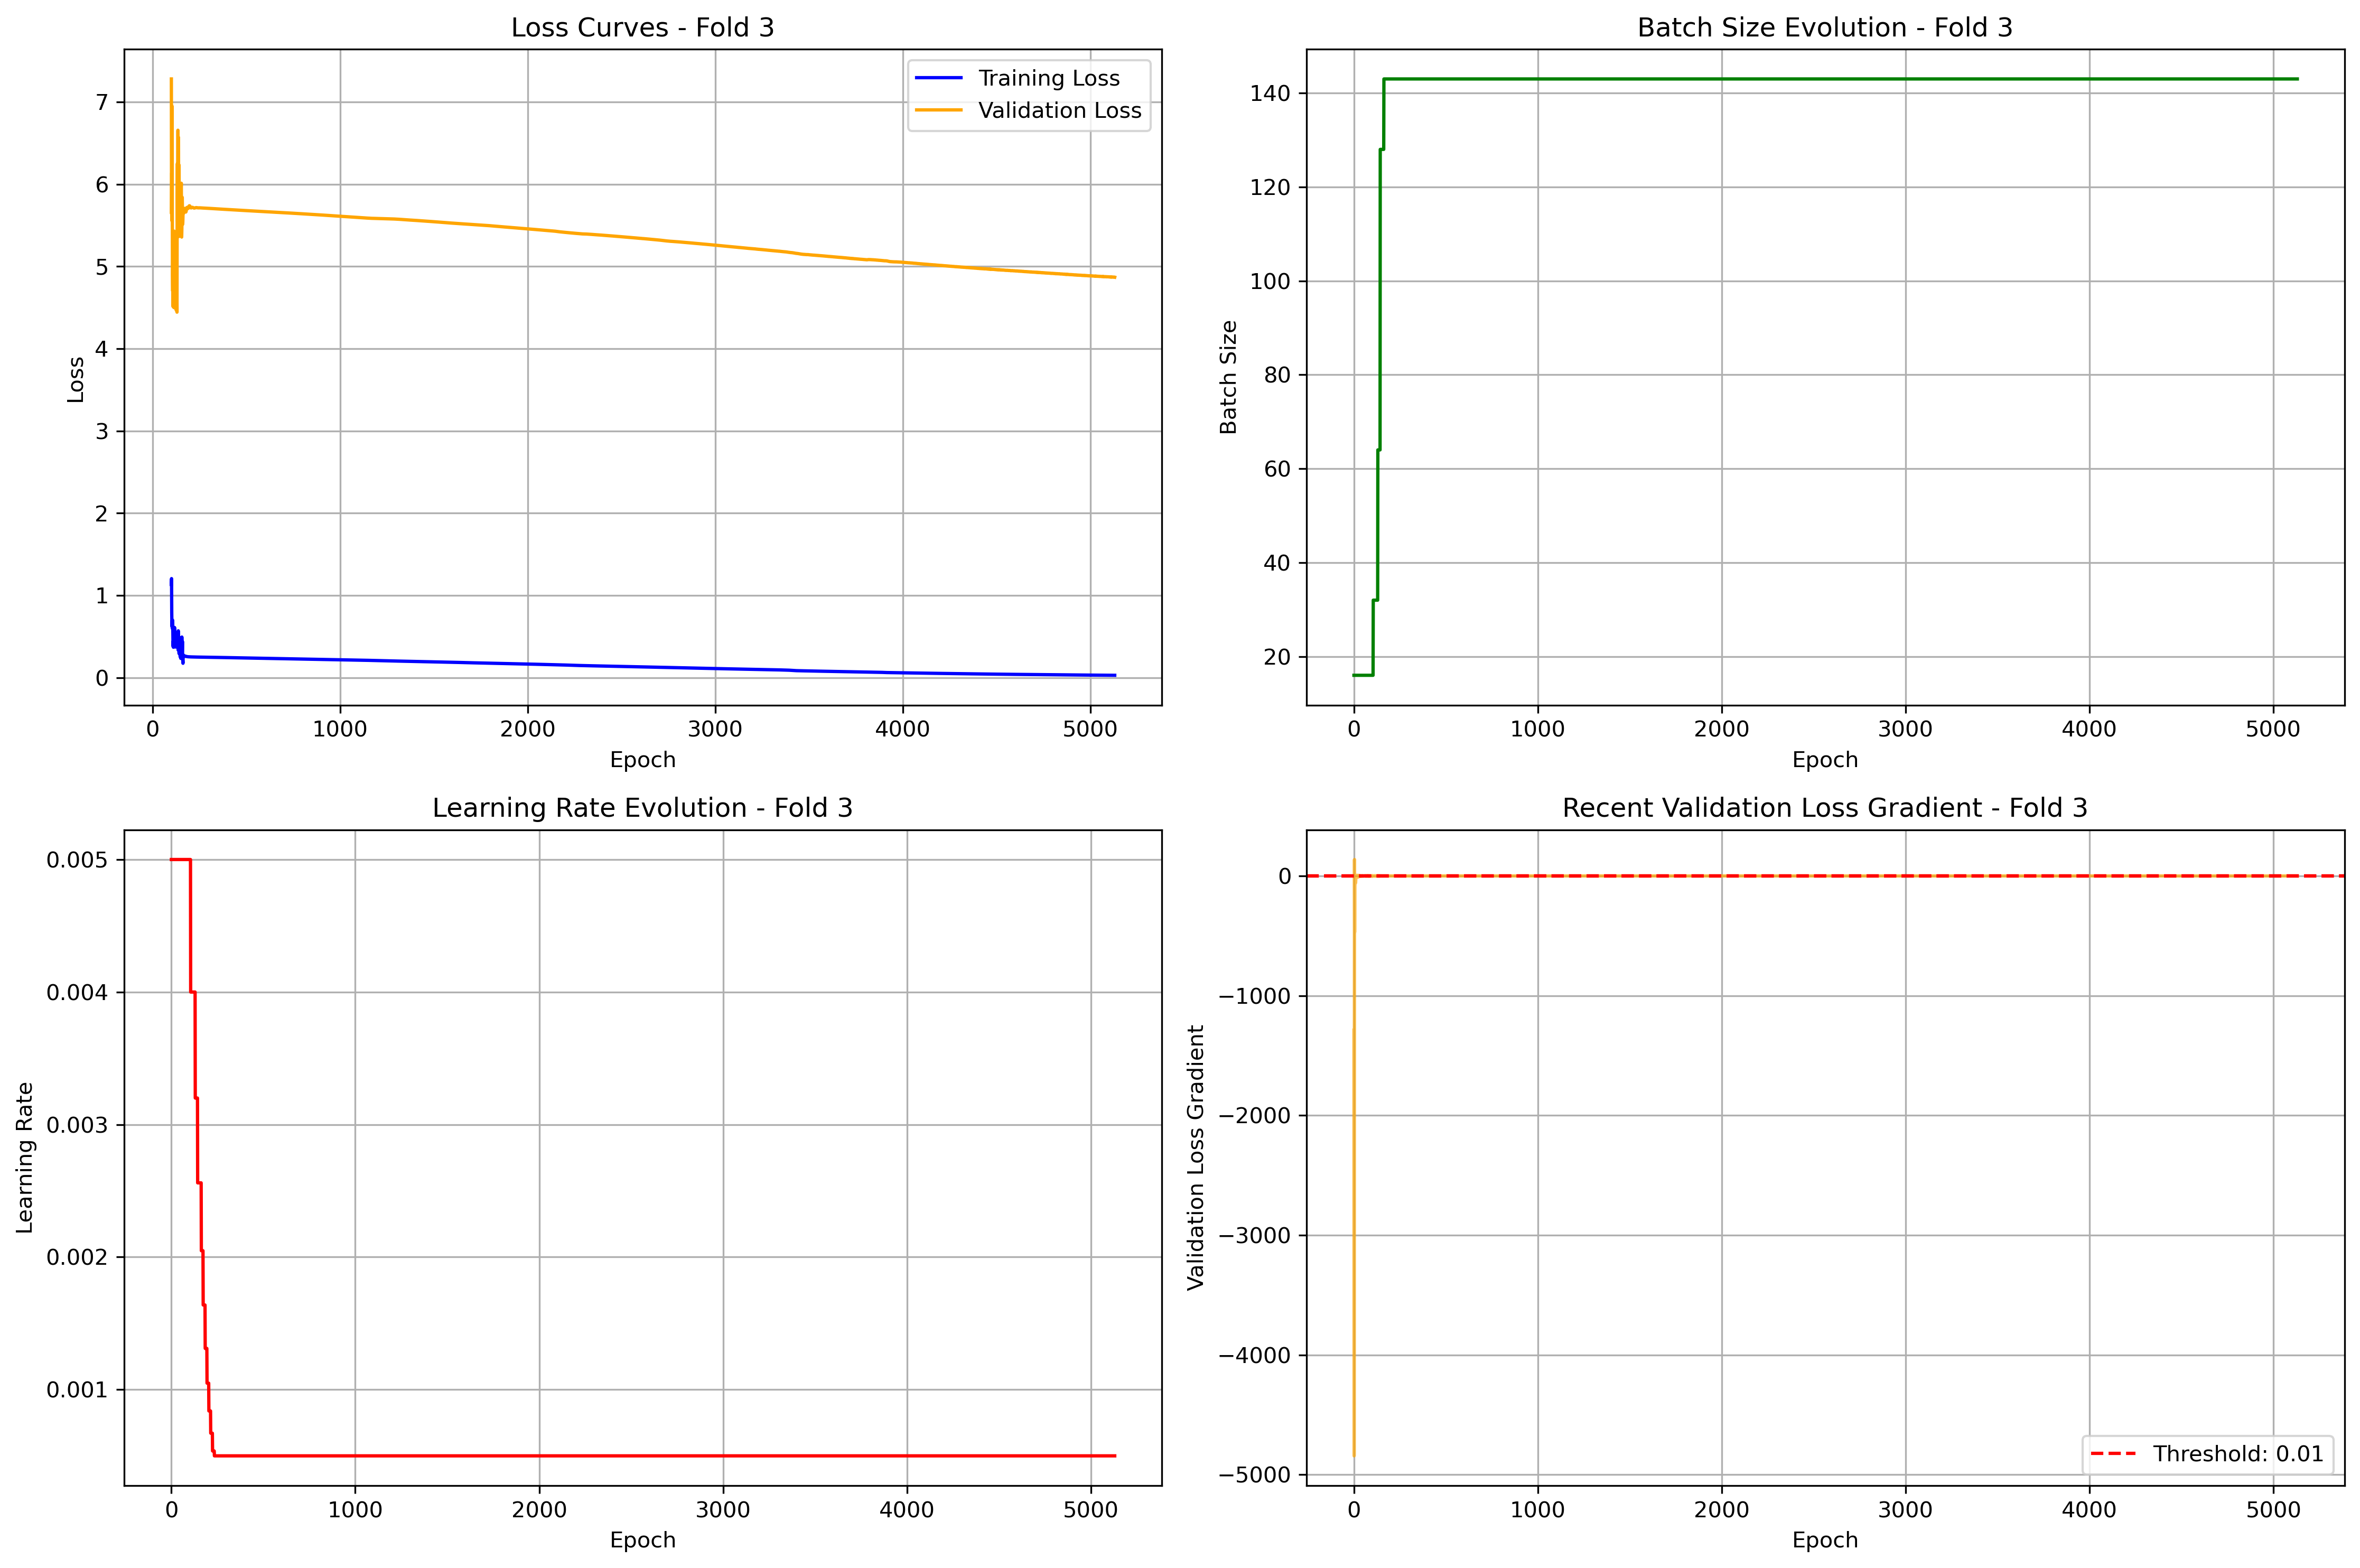 Loss Curves - Fold 3
Training Loss
Validation Loss
7
6
5
4
3
2
1
0
Loss
0 1000 2000 3000 4000 5000
Epoch
Batch Size Evolution - Fold 3
140
120
100
80
60
40
20
Batch Size
0 1000 2000 3000 4000 5000
Epoch
Learning Rate Evolution - Fold 3
0.005
0.004
0.003
0.002
0.001
Learning Rate
0 1000 2000 3000 4000 5000
Epoch
Recent Validation Loss Gradient - Fold 3
0
−1000
−2000
−3000
−4000
−5000
Validation Loss Gradient
Threshold: 0.01
0 1000 2000 3000 4000 5000
Epoch